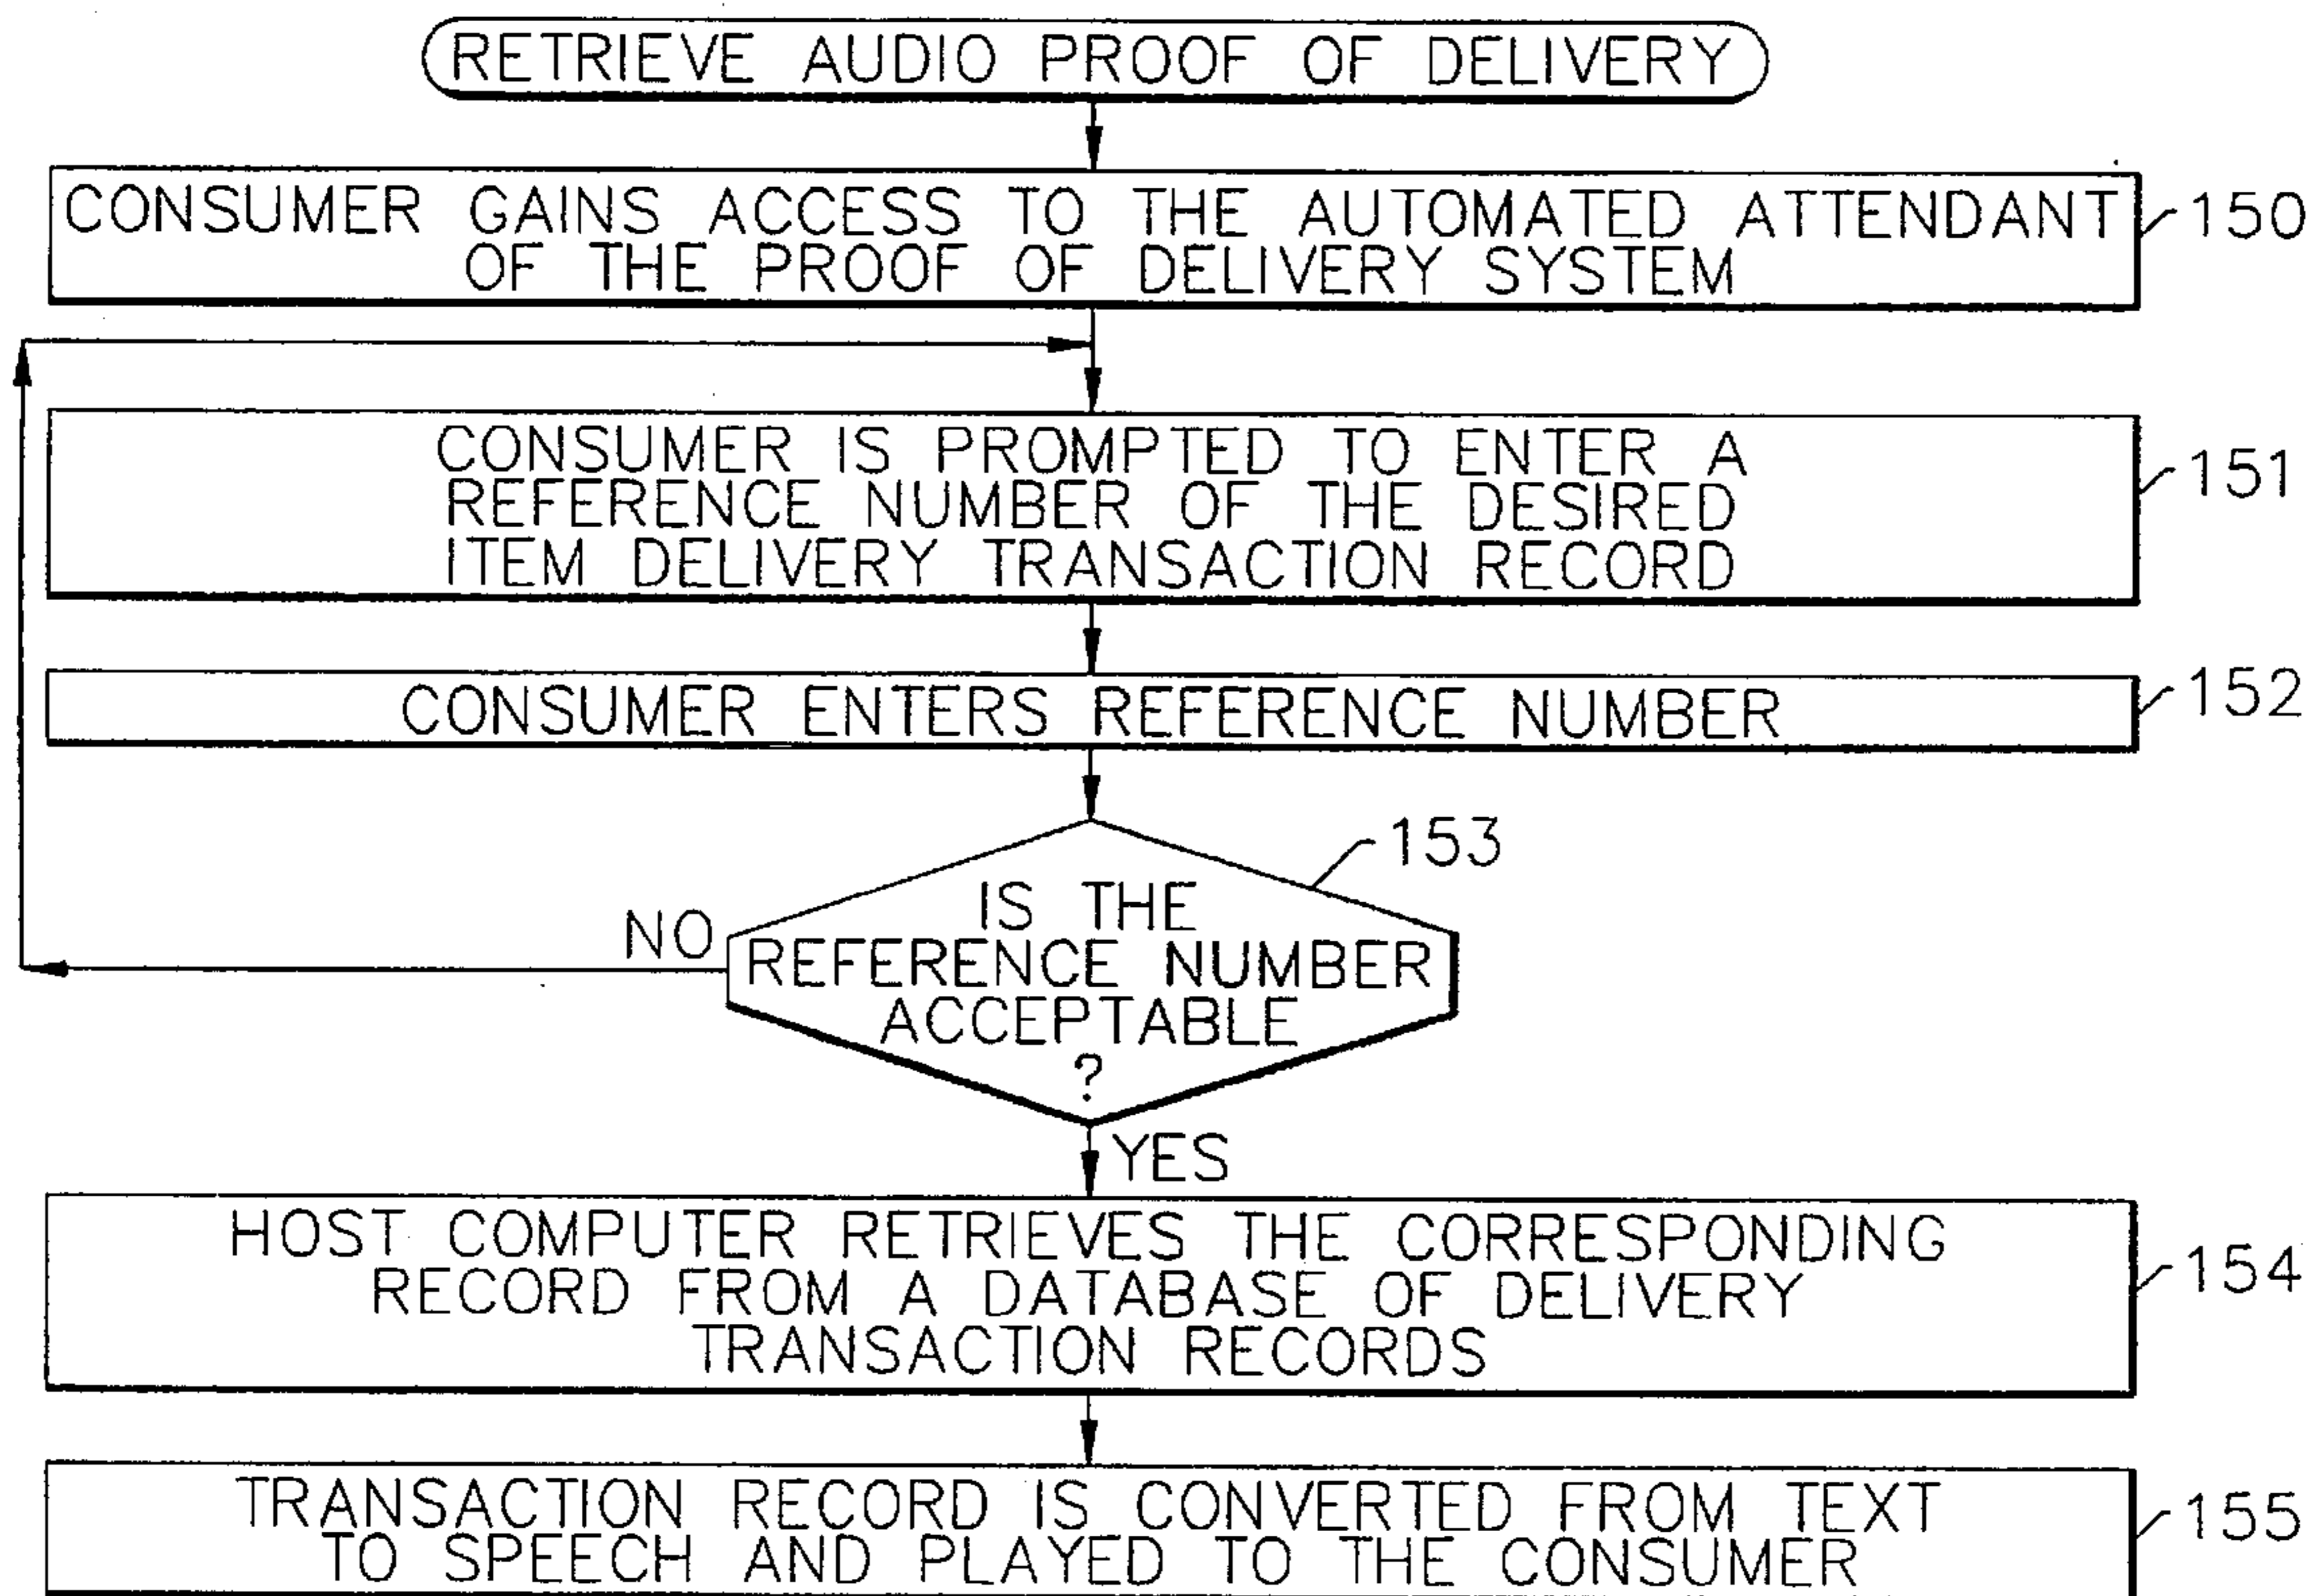 RETRIEVE AUDIO PROOF OF DELIVERY
CONSUMER GAINS ACCESS TO THE AUTOMATED ATTENDANT
OF THE PROOF OF DELIVERY SYSTEM
150
CONSUMER IS PROMPTED TO ENTER A
REFERENCE NUMBER OF THE DESIRED
ITEM DELIVERY TRANSACTION RECORD
151
CONSUMER ENTERS REFERENCE NUMBER
152
153
IS THE
REFERENCE NUMBER
ACCEPTABLE
?
NO
YES
HOST COMPUTER RETRIEVES THE CORRESPONDING
RECORD FROM A DATABASE OF DELIVERY
TRANSACTION RECORDS
154
TRANSACTION RECORD IS CONVERTED FROM TEXT
TO SPEECH AND PLAYED TO THE CONSUMER
155